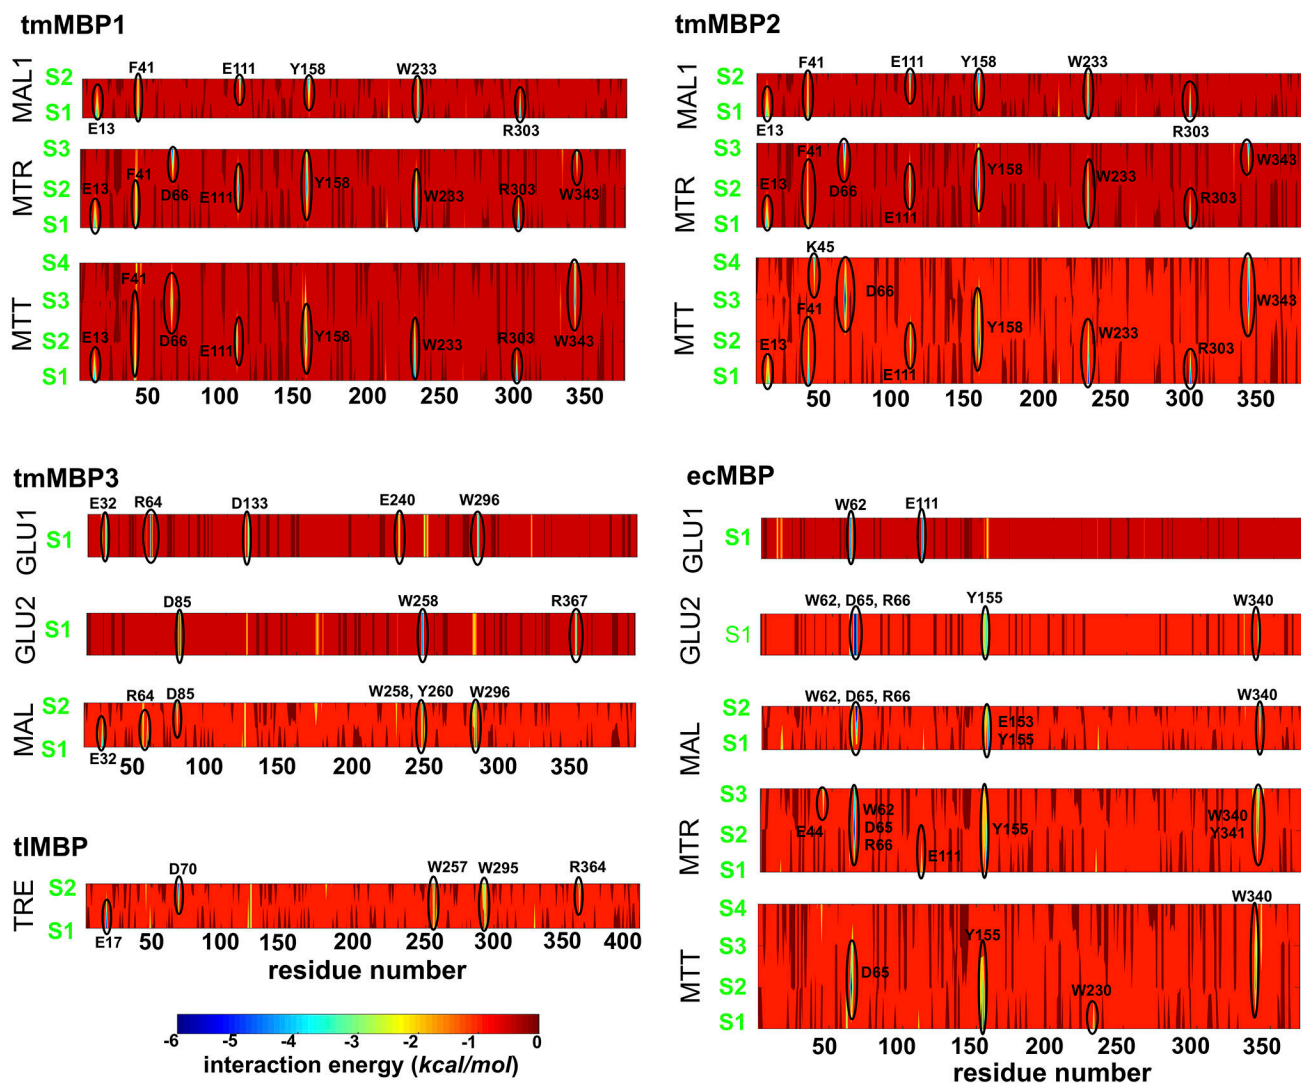 tmMBP1
MAL1
S2
S1
F41
E111
Y158
W233
E13
R303
MTR
S3
S2
S1
E13
F41
D66
E111
Y158
W233
R303
W343
MTT
S4
S3
S2
S1
E13
F41
D66
E111
Y158
W233
R303
W343
50 100 150 200 250 300 350
tmMBP2
MAL1
S2
S1
F41
E111
Y158
W233
E13
R303
MTR
S3
S2
S1
E13
F41
D66
E111
Y158
W233
R303
W343
MTT
S4
S3
S2
S1
K45
E13
F41
D66
E111
Y158
W233
R303
W343
50 100 150 200 250 300 350
tmMBP3
GLU1
S1
E32
R64
D133
E240
W296
GLU2
S1
D85
W258
R367
MAL
S2
S1
R64
D85
W258, Y260
W296
E32
50 100 150 200 250 300 350
tlMBP
TRE
S2
S1
D70
W257
W295
R364
E17
50 100 150 200 250 300 350 400
residue number
-6 -5 -4 -3 -2 -1 0
interaction energy (kcal/mol)
ecMBP
GLU1
S1
W62
E111
GLU2
S1
W62, D65, R66
Y155
W340
MAL
S2
S1
W62, D65, R66
E153
Y155
W340
MTR
S3
S2
S1
E44
W62
D65
R66
E111
Y155
W340
Y341
MTT
S4
S3
S2
S1
D65
Y155
W230
W340
50 100 150 200 250 300 350
residue number